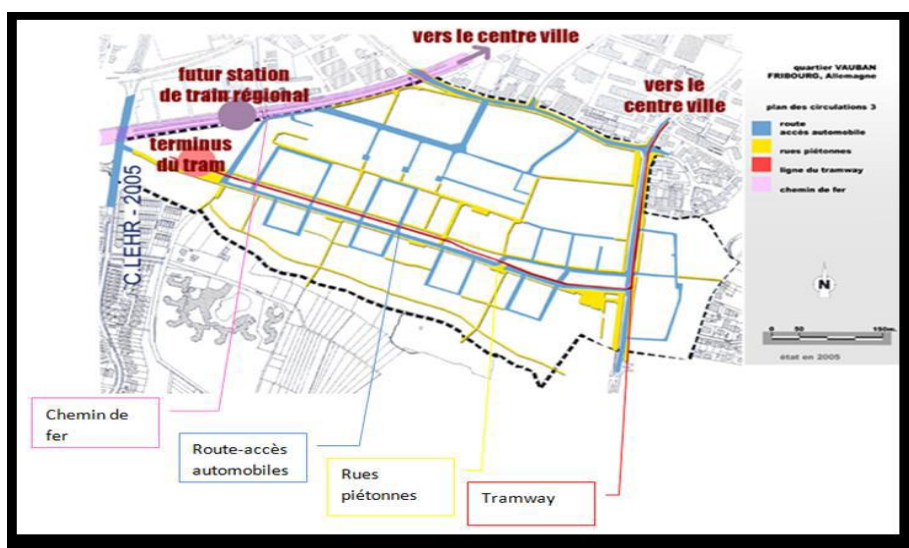 vers le centre ville
futur station
de train régional
vers le
centre ville
terminus
du tram
C.LEHR - 2005
quartier VAUBAN
FRIBOURG, Allemagne
plan des circulations 3
route
accès automobile
rues piétonnes
ligne du tramway
chemin de fer
N
0 50 150m.
état en 2005
Chemin de
fer
Route-accès
automobiles
Rues
piétonnes
Tramway